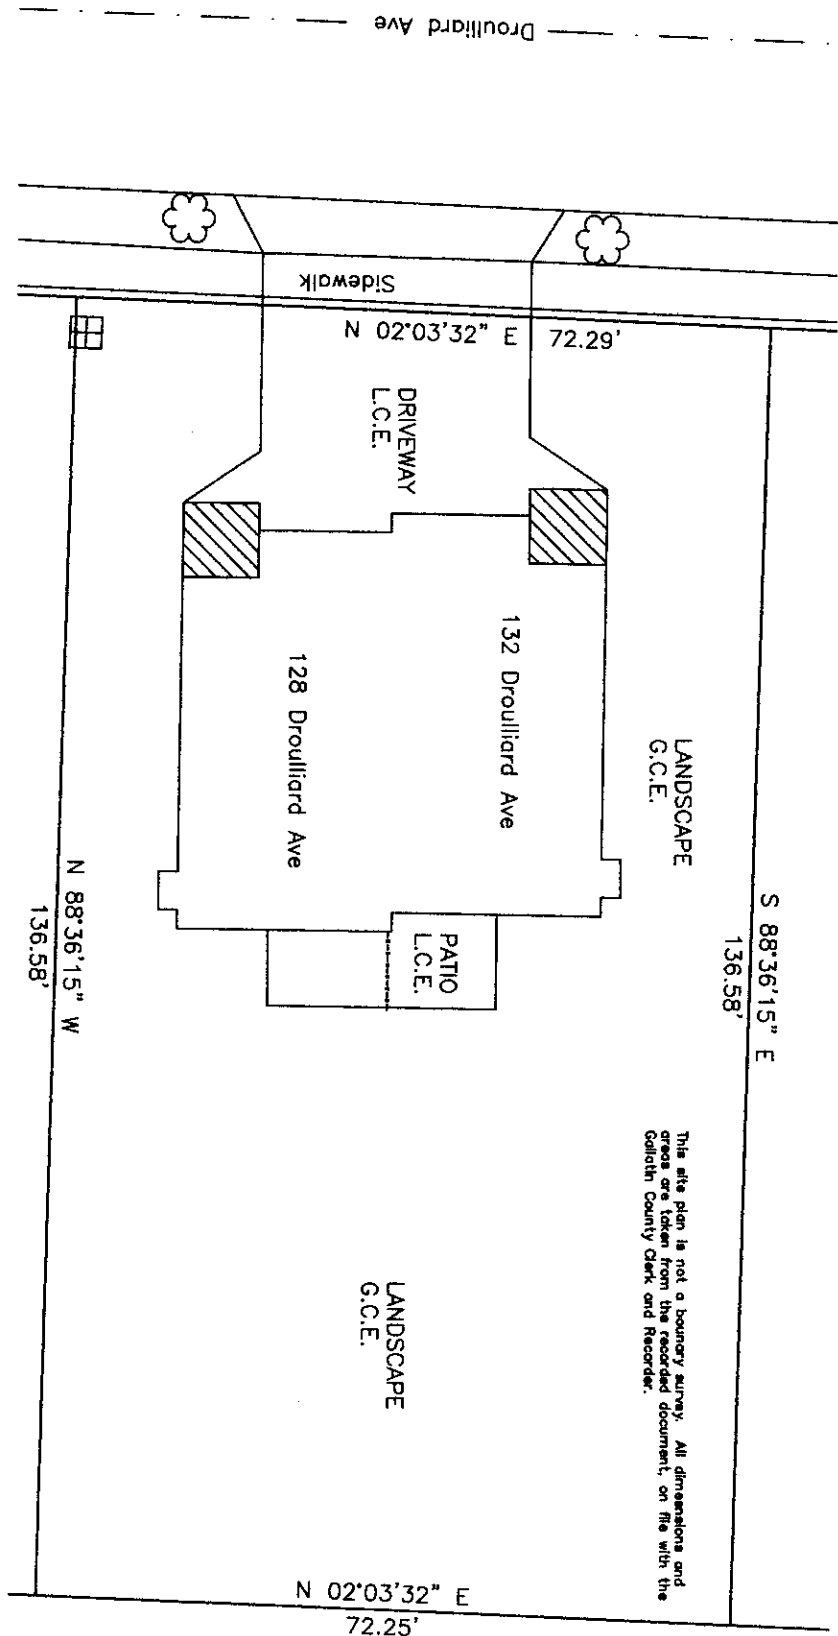 Droulliard Ave
Sidewalk
N 02°03'32" E 72.29'
DRIVEWAY
L.C.E.
132 Droulliard Ave
128 Droulliard Ave
LANDSCAPE
G.C.E.
PATIO
L.C.E.
S 88°36'15" E
136.58'
N 88°36'15" W
136.58'
This site plan is not a bounary survey. All dimeensions and
areas are taken from the recorded document, on file with the
Gallatin County Clerk and Recorder.
LANDSCAPE
G.C.E.
N 02°03'32" E
72.25'